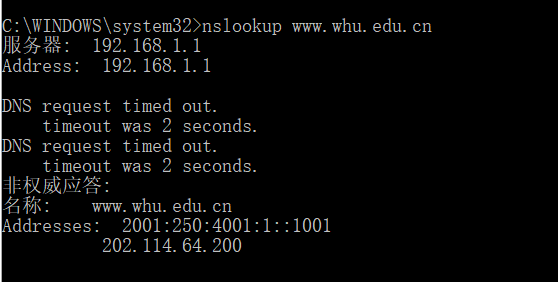 C:\WINDOWS\system32>nslookup www.whu.edu.cn
服务器:  192.168.1.1
Address:  192.168.1.1
DNS request timed out.
    timeout was 2 seconds.
DNS request timed out.
    timeout was 2 seconds.
非权威应答:
名称:    www.whu.edu.cn
Addresses:  2001:250:4001:1::1001
          202.114.64.200